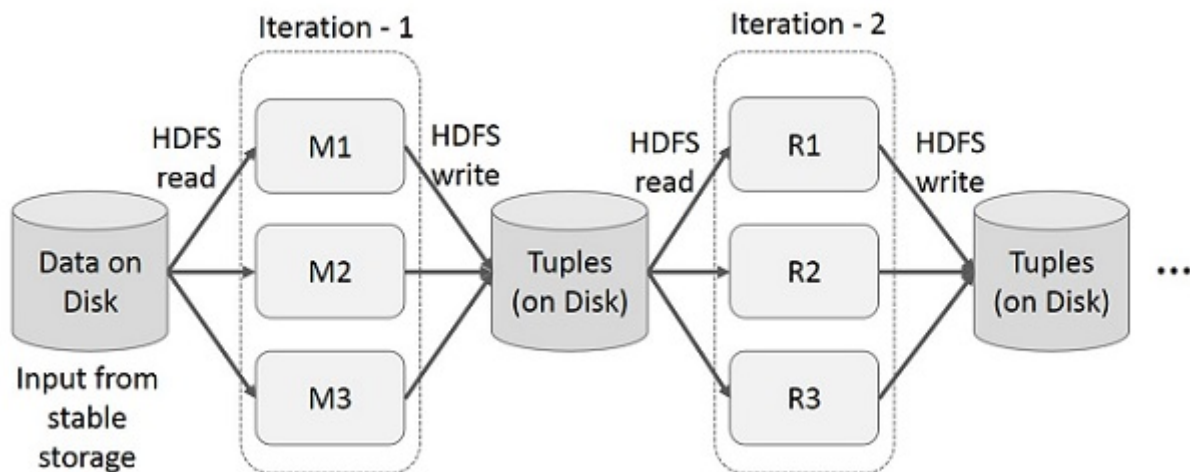 Iteration - 1
Iteration - 2
HDFS
read
M1
HDFS
write
HDFS
read
R1
HDFS
write
Data on
Disk
M2
Tuples
(on Disk)
R2
Tuples
(on Disk)
...
Input from
stable
storage
M3
R3